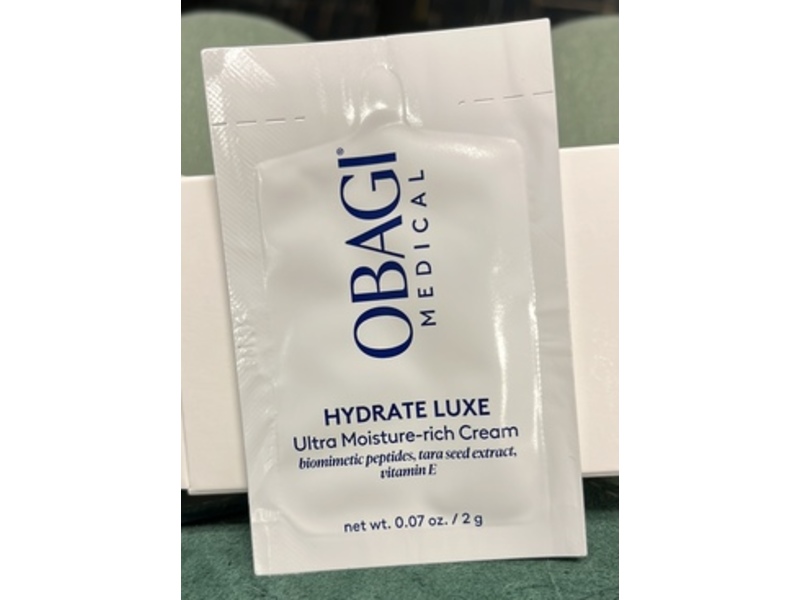 OBAGI®
MEDICAL
HYDRATE LUXE
Ultra Moisture-rich Cream
biomimetic peptides, tara seed extract,
vitamin E
net wt. 0.07 oz. / 2 g